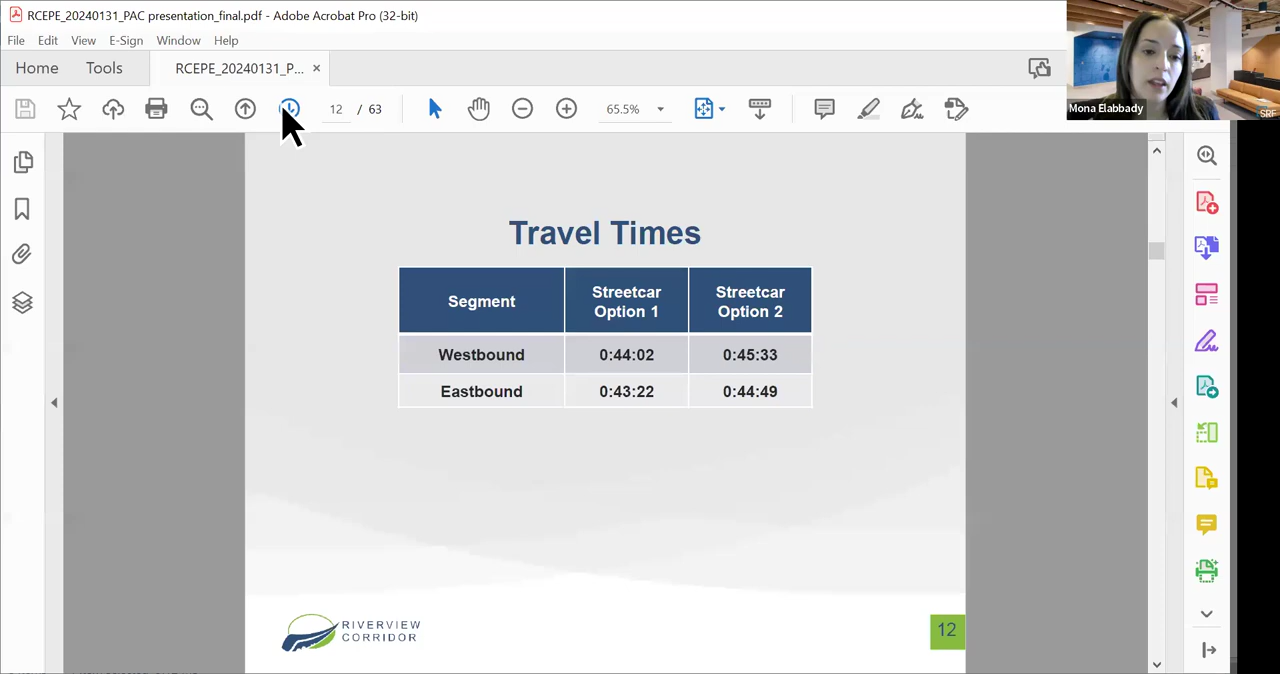 RCEPE_20240131_PAC presentation_final.pdf - Adobe Acrobat Pro (32-bit)
File Edit View E-Sign Window Help
Home Tools RCEPE_20240131_P... ×
12 / 63 65.5%
Mona Elabbady
SRF
Travel Times
Segment Streetcar Option 1 Streetcar Option 2
Westbound 0:44:02 0:45:33
Eastbound 0:43:22 0:44:49
RIVERVIEW
CORRIDOR
12